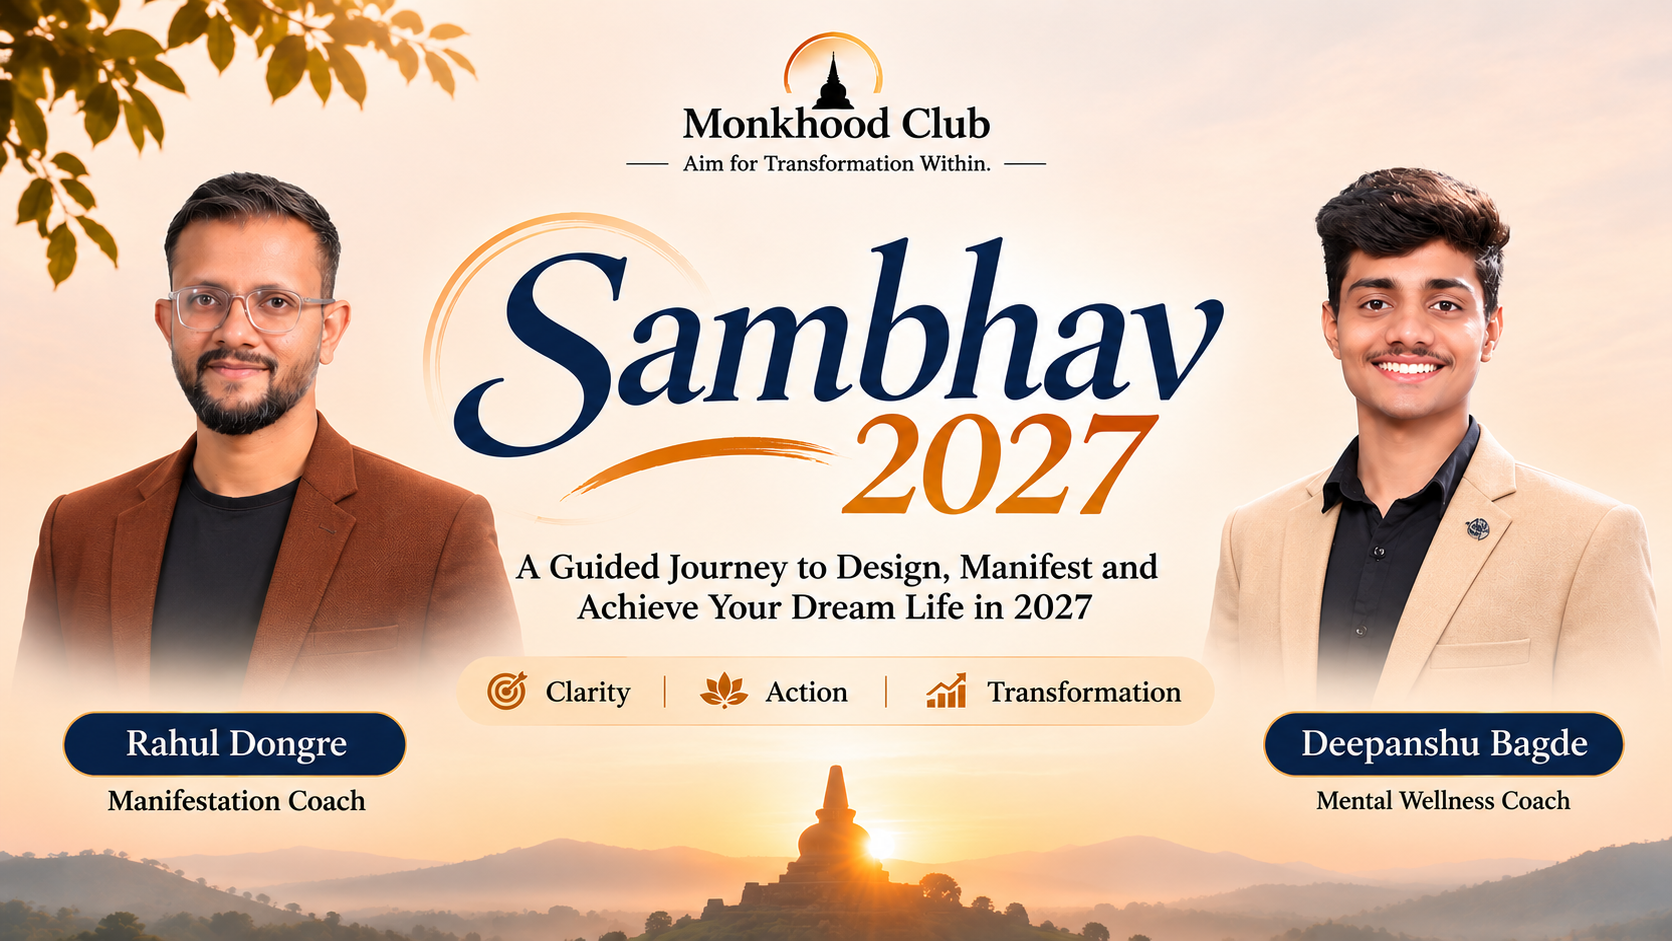 Monkhood Club
Aim for Transformation Within.
Sambhav
2027
A Guided Journey to Design, Manifest and
Achieve Your Dream Life in 2027
Clarity
Action
Transformation
Rahul Dongre
Manifestation Coach
Deepanshu Bagde
Mental Wellness Coach